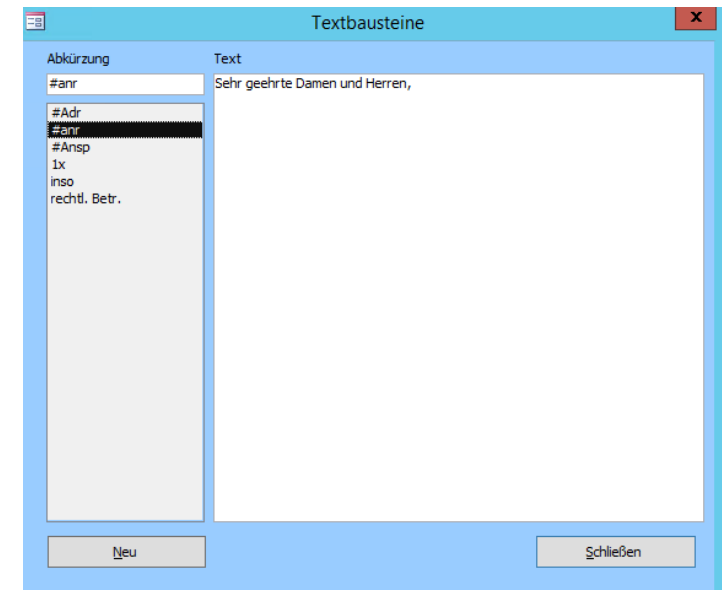 Textbausteine
x
Abkürzung
Text
#anr
Sehr geehrte Damen und Herren,
#Adr
#anr
#Ansp
1x
inso
rechtl. Betr.
Neu
Schließen